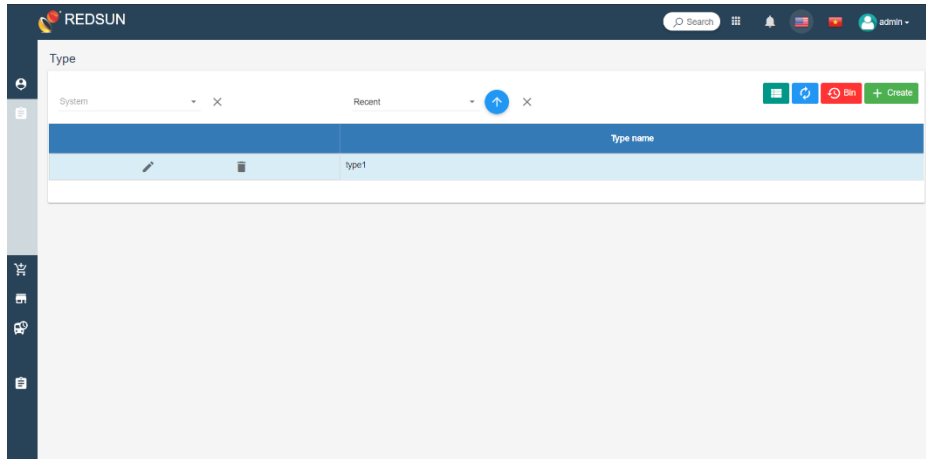 REDSUN
Search
admin
Type
System
Recent
Bin
Create
Type name
type1